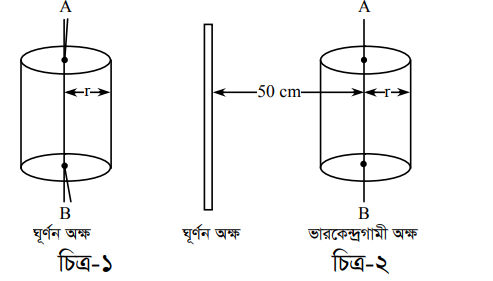 A A
r 50 cm r
B B
ঘূর্ণন অক্ষ ঘূর্ণন অক্ষ ভারকেন্দ্রগামী অক্ষ
চিত্র-১ চিত্র-২